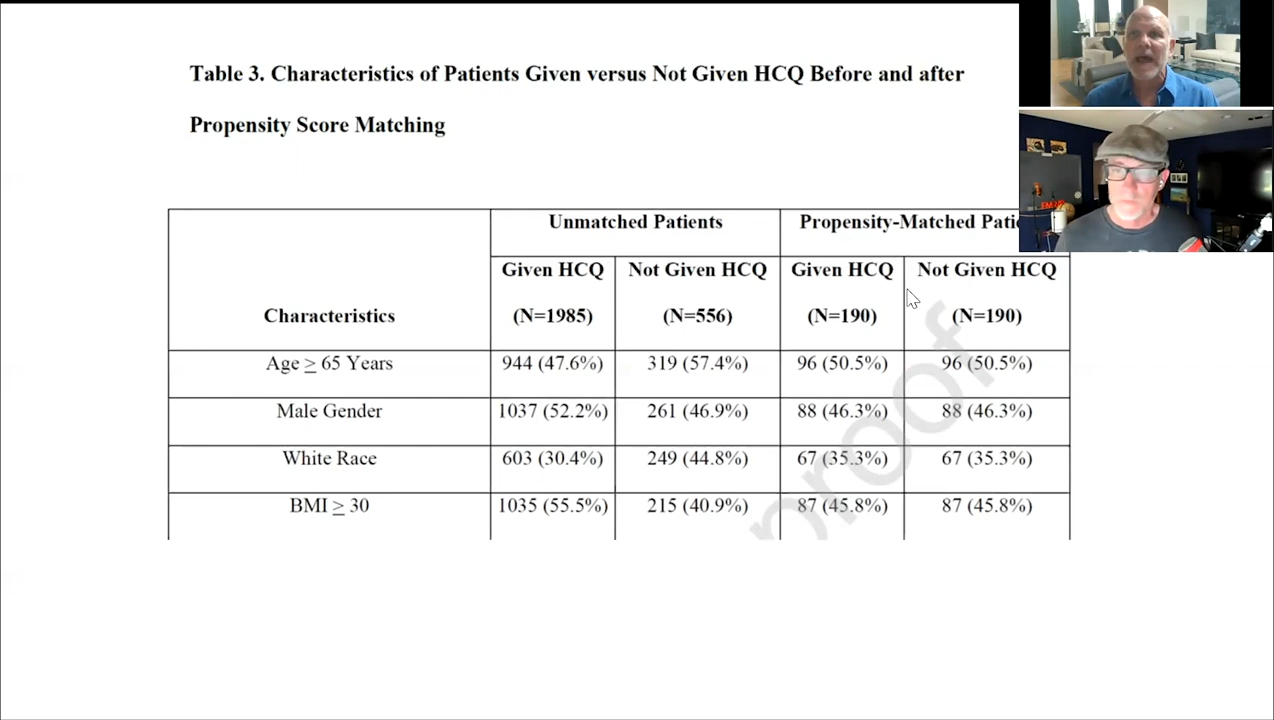 Table 3. Characteristics of Patients Given versus Not Given HCQ Before and after
Propensity Score Matching
Unmatched Patients
Propensity-Matched
Given HCQ
Not Given HCQ
Given HCQ
Not Given HCQ
Characteristics
(N=1985)
(N=556)
(N=190)
(N=190)
Age ≥ 65 Years
944 (47.6%)
319 (57.4%)
96 (50.5%)
96 (50.5%)
Male Gender
1037 (52.2%)
261 (46.9%)
88 (46.3%)
88 (46.3%)
White Race
603 (30.4%)
249 (44.8%)
67 (35.3%)
67 (35.3%)
BMI ≥ 30
1035 (55.5%)
215 (40.9%)
87 (45.8%)
87 (45.8%)
proof